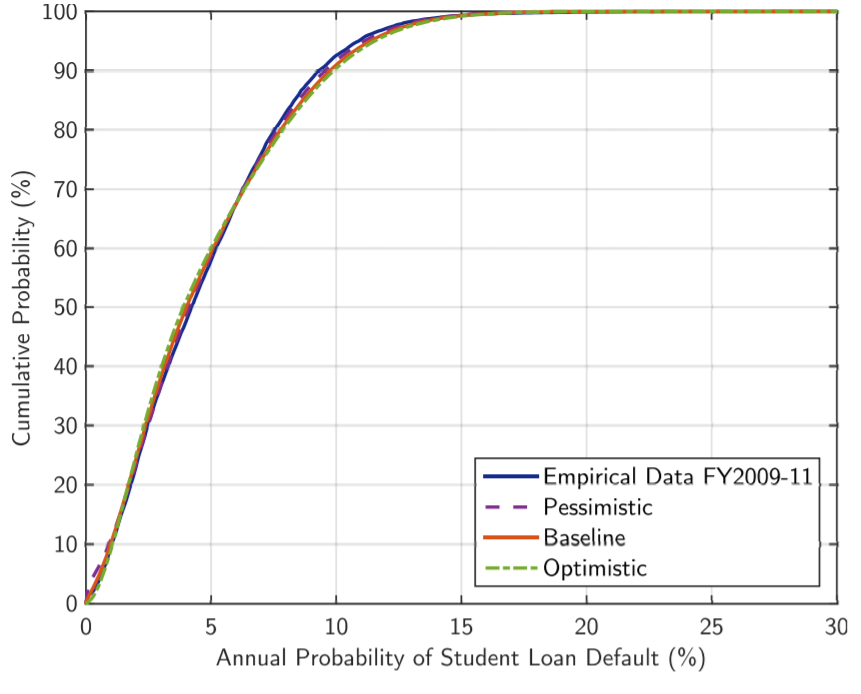 100
90
80
70
60
50
40
30
20
10
0
Cumulative Probability (%)
Empirical Data FY2009-11
Pessimistic
Baseline
Optimistic
0 5 10 15 20 25 30
Annual Probability of Student Loan Default (%)